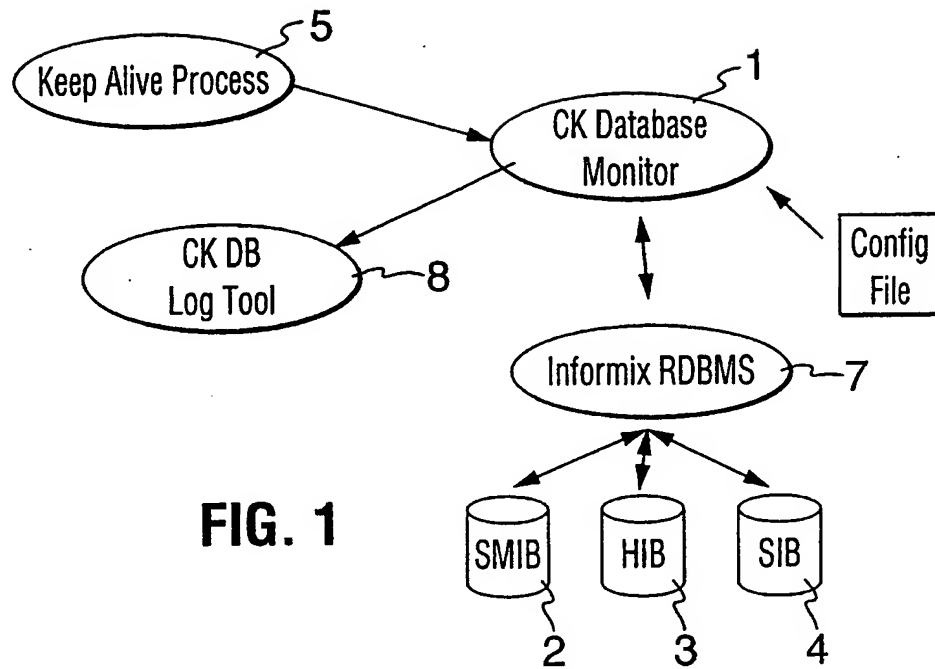 5
Keep Alive Process
1
CK Database
Monitor
CK DB
Log Tool
8
Config
File
Informix RDBMS
7
FIG. 1
SMIB
HIB
SIB
2
3
4